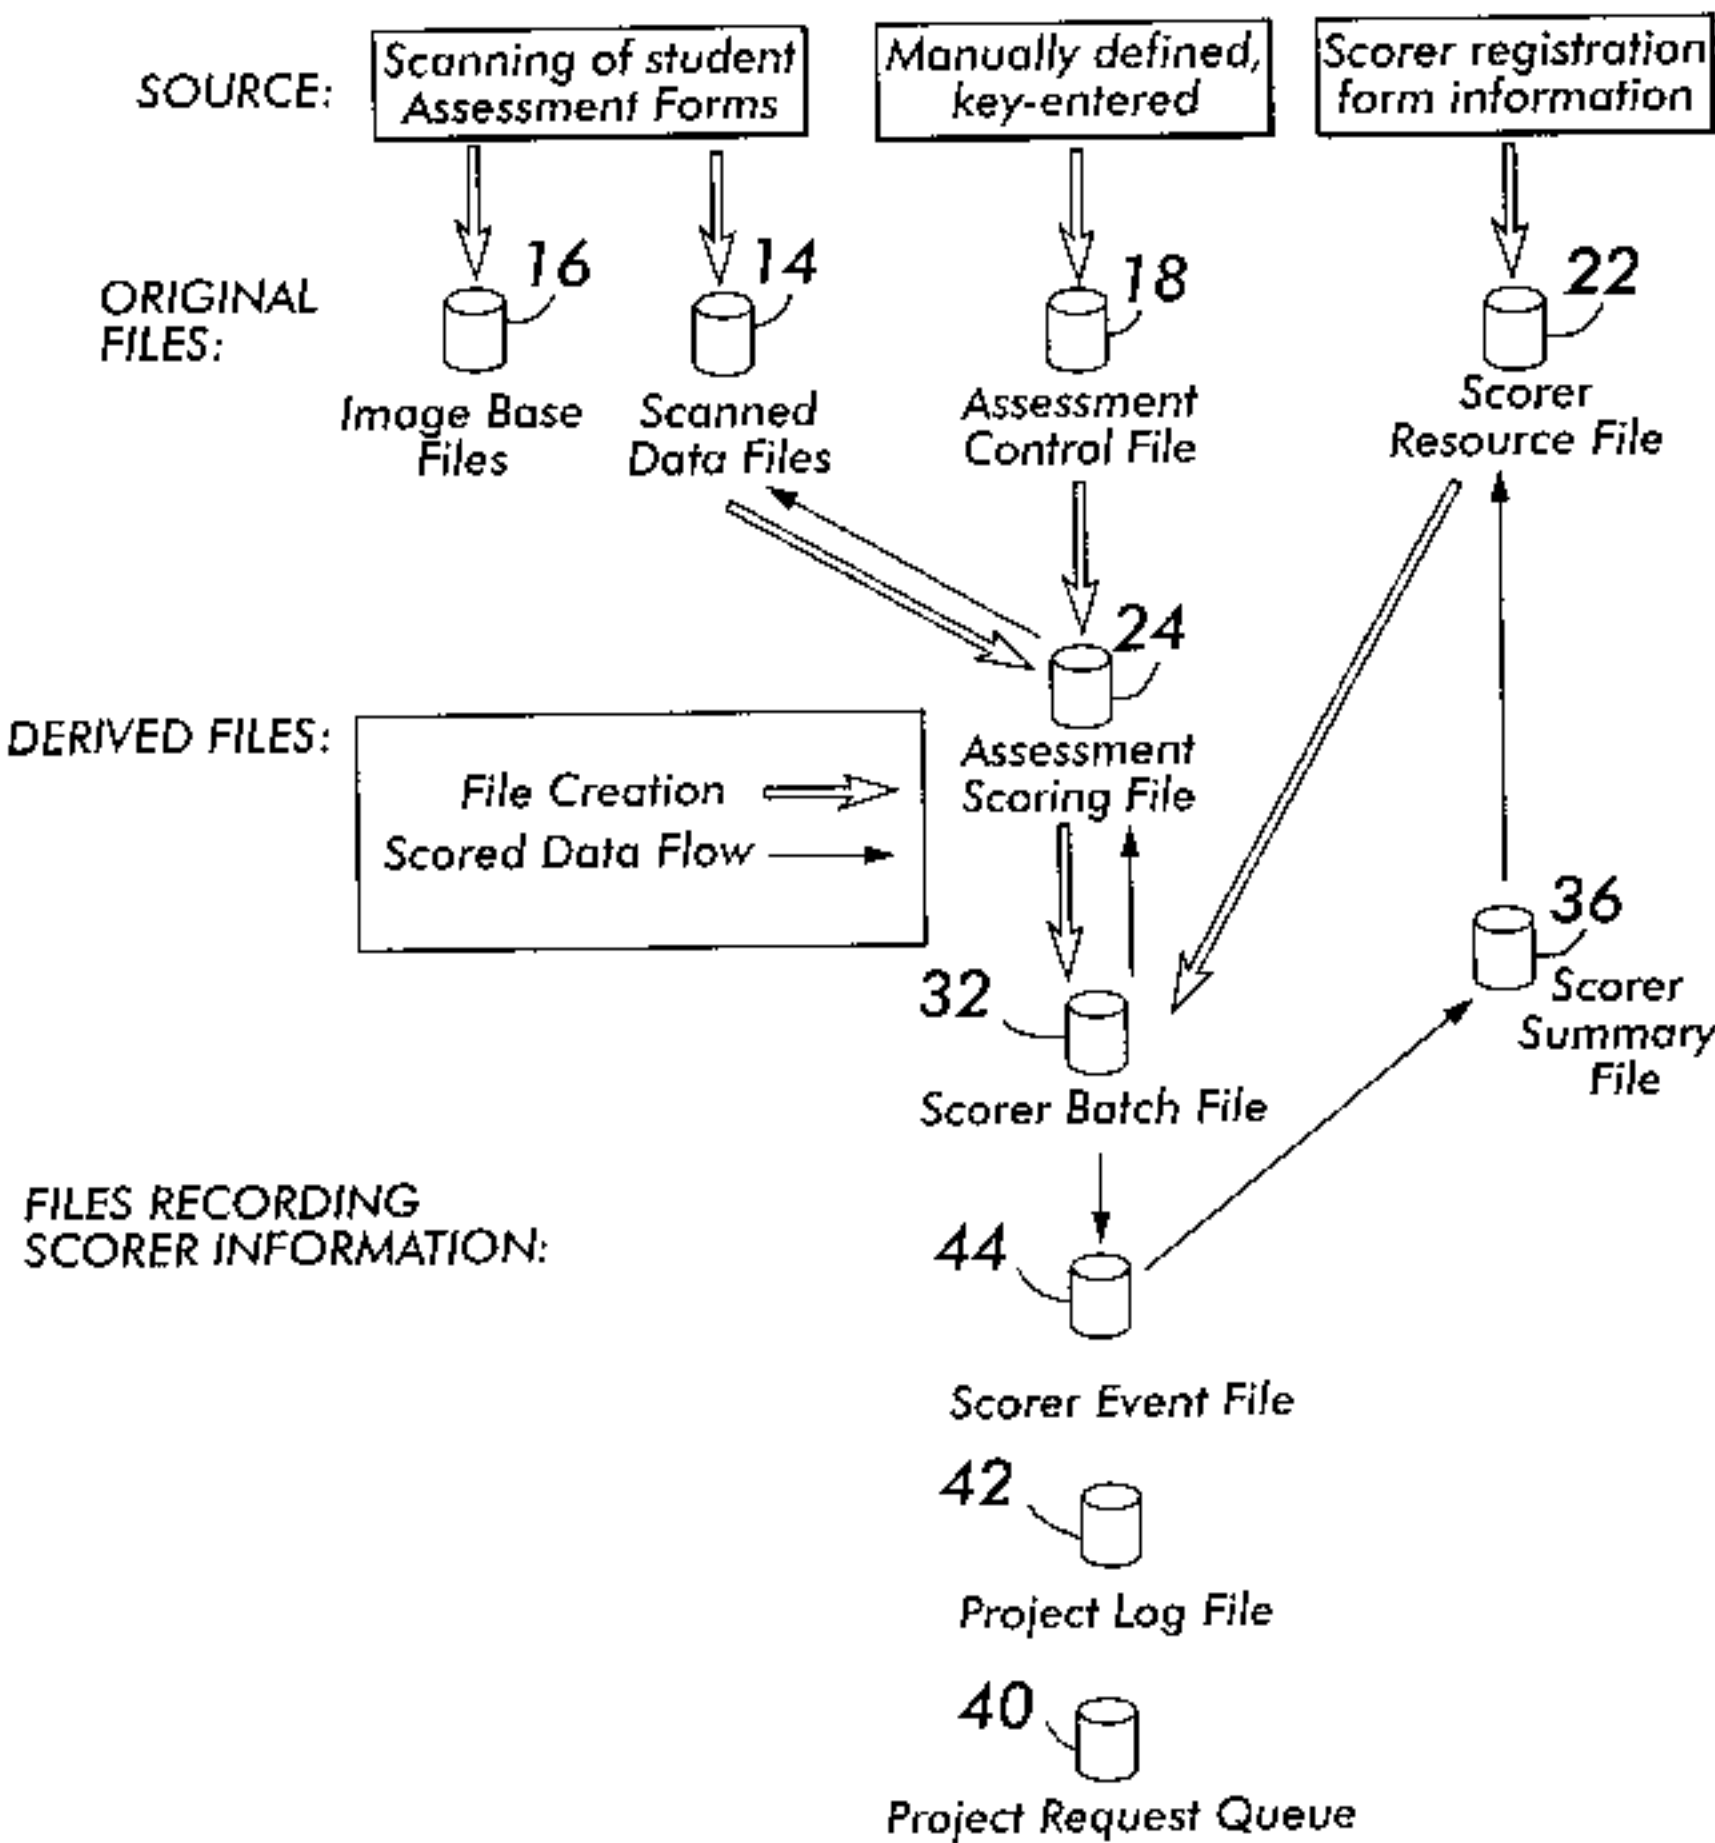 SOURCE:
Scanning of student
Assessment Forms
Manually defined,
key-entered
Scorer registration
form information
ORIGINAL
FILES:
16
14
18
22
Image Base
Files
Scanned
Data Files
Assessment
Control File
Scorer
Resource File
24
DERIVED FILES:
File Creation
Scored Data Flow
Assessment
Scoring File
36
Scorer
Summary
File
32
Scorer Batch File
FILES RECORDING
SCORER INFORMATION:
44
Scorer Event File
42
Project Log File
40
Project Request Queue